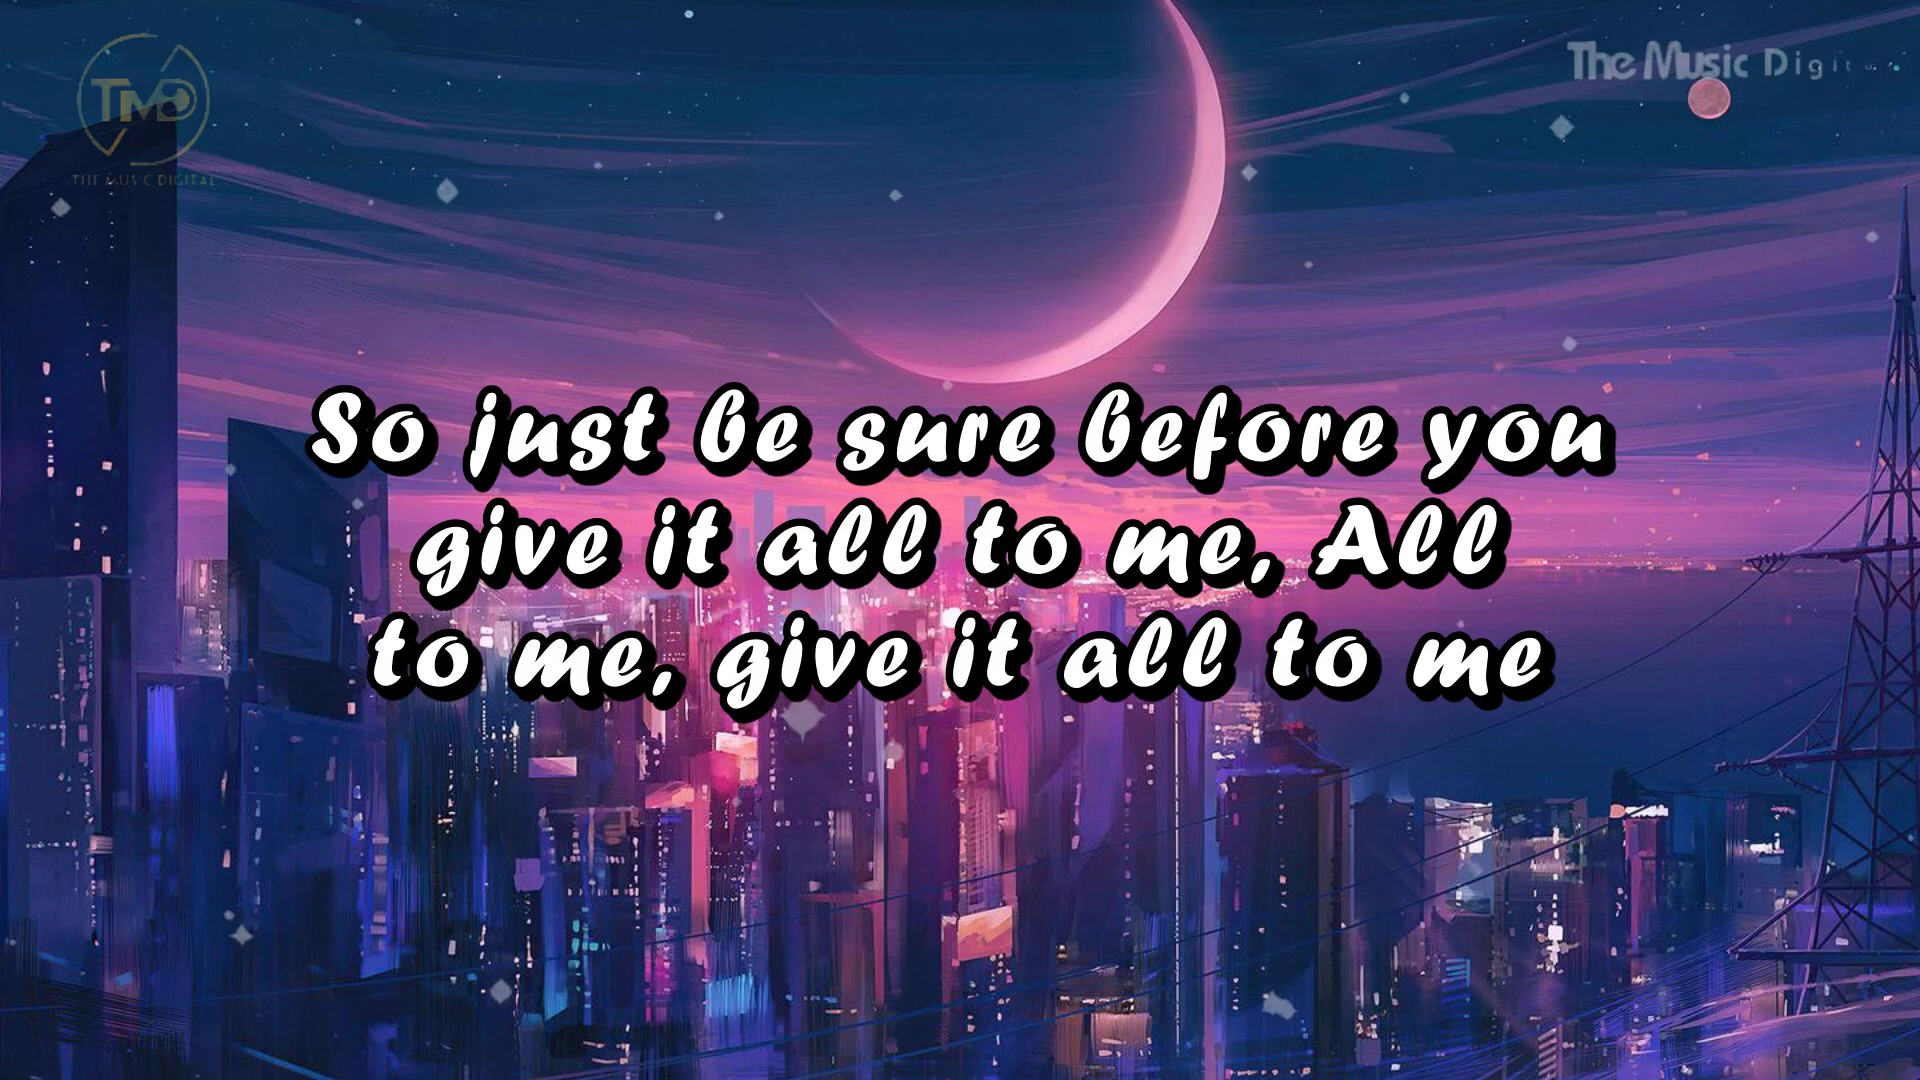 TMD
THE MUSIC DIGITAL
The Music Digit
So just be sure before you
give it all to me, All
to me, give it all to me